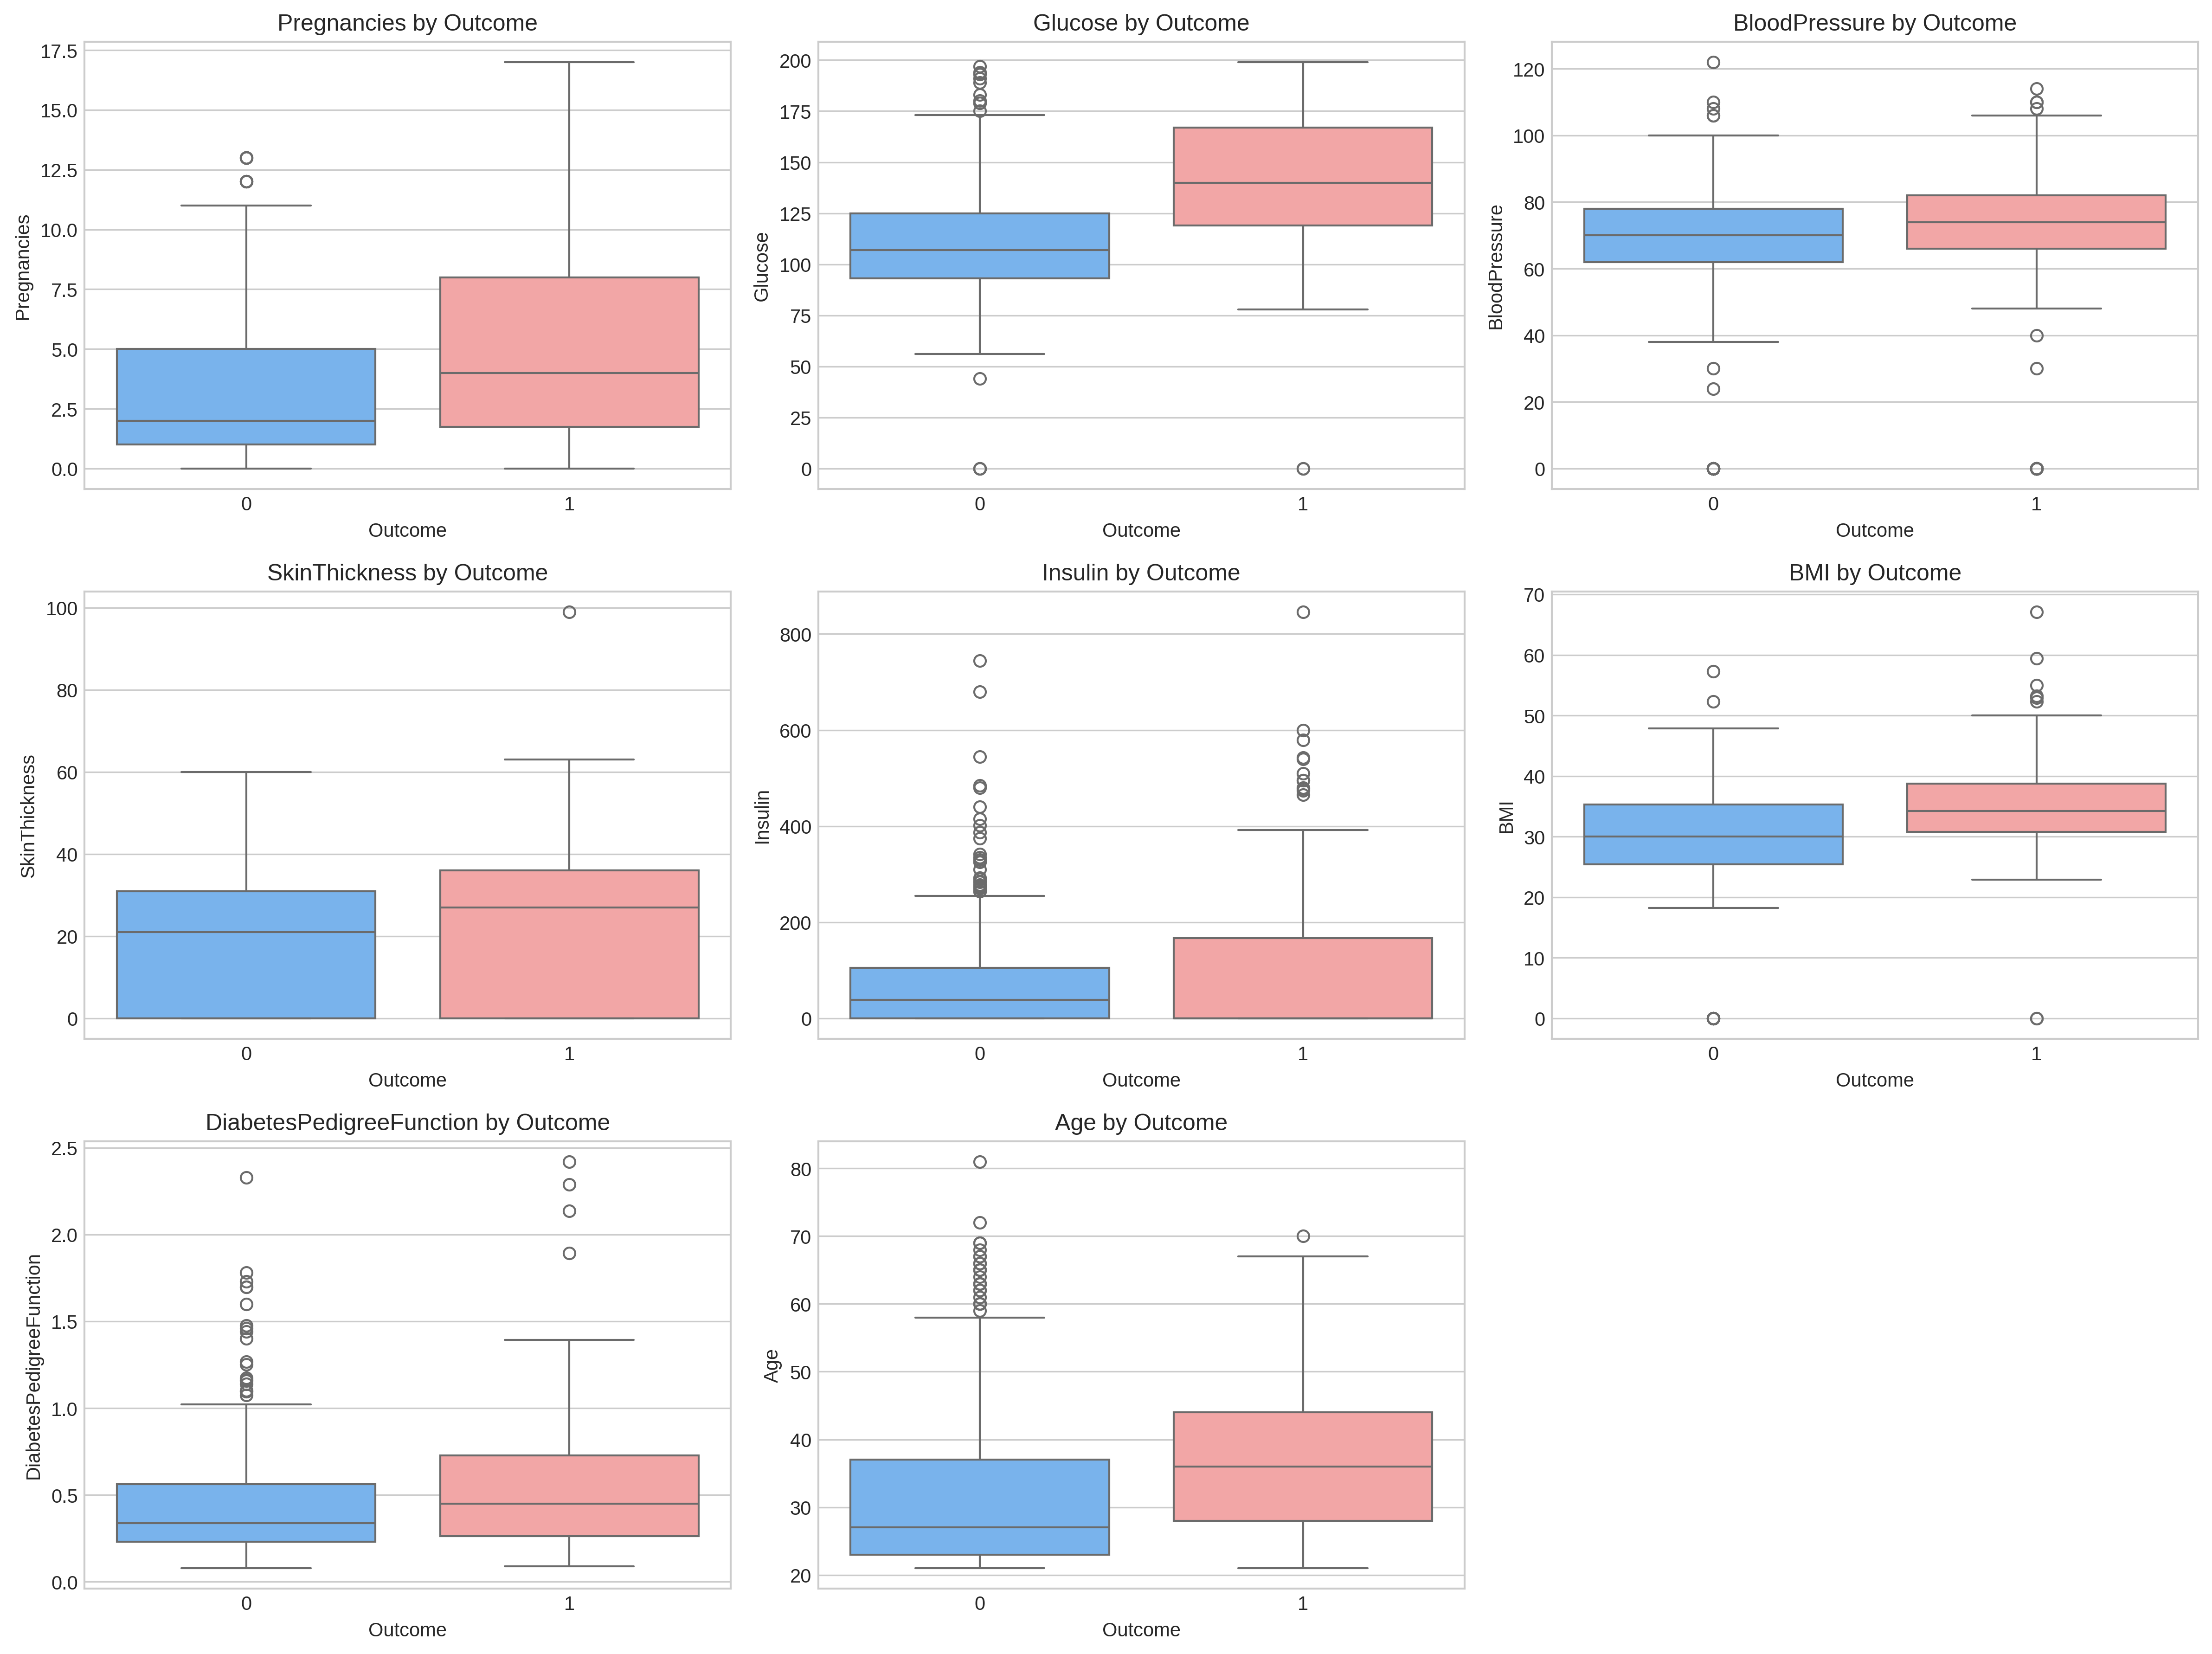 Pregnancies by Outcome
17.5
15.0
12.5
10.0
7.5
5.0
2.5
0.0
Pregnancies
0 1
Outcome
Glucose by Outcome
200
175
150
125
100
75
50
25
0
Glucose
0 1
Outcome
BloodPressure by Outcome
120
100
80
60
40
20
0
BloodPressure
0 1
Outcome
SkinThickness by Outcome
100
80
60
40
20
0
SkinThickness
0 1
Outcome
Insulin by Outcome
800
600
400
200
0
Insulin
0 1
Outcome
BMI by Outcome
70
60
50
40
30
20
10
0
BMI
0 1
Outcome
DiabetesPedigreeFunction by Outcome
2.5
2.0
1.5
1.0
0.5
0.0
DiabetesPedigreeFunction
0 1
Outcome
Age by Outcome
80
70
60
50
40
30
20
Age
0 1
Outcome